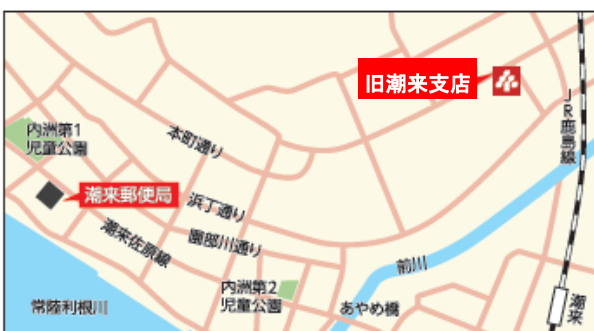 旧潮来支店
JR鹿島線
内洲第1
児童公園
本町通り
潮来郵便局
浜丁通り
園部川通り
潮来佐原線
前川
内洲第2
児童公園
あやめ橋
常陸利根川
潮来